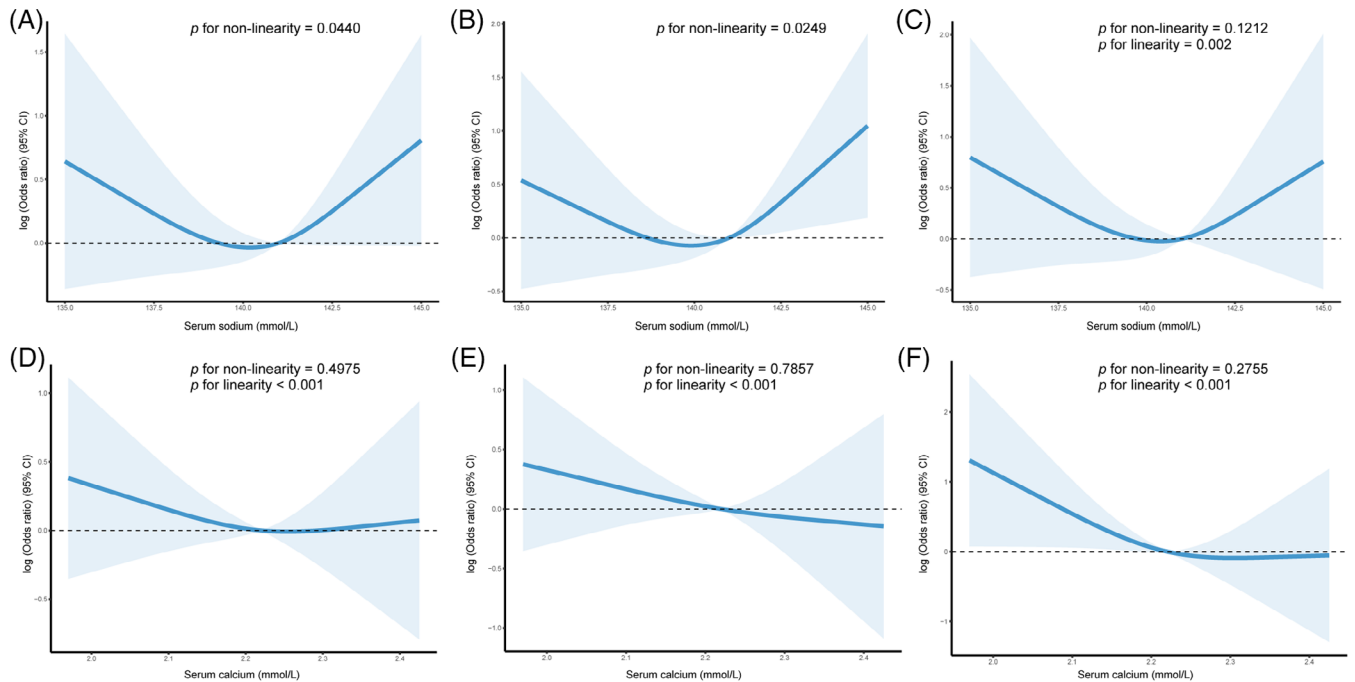 (A)
p for non-linearity = 0.0440
log (Odds ratio) (95% CI)
1.5
1.0
0.5
0.0
135.0 137.5 140.0 142.5 145.0
Serum sodium (mmol/L)
(B)
p for non-linearity = 0.0249
log (Odds ratio) (95% CI)
2.0
1.5
1.0
0.5
0.0
−0.5
135.0 137.5 140.0 142.5 145.0
Serum sodium (mmol/L)
(C)
p for non-linearity = 0.1212
p for linearity = 0.002
log (Odds ratio) (95% CI)
2.0
1.5
1.0
0.5
0.0
−0.5
135.0 137.5 140.0 142.5 145.0
Serum sodium (mmol/L)
(D)
p for non-linearity = 0.4975
p for linearity < 0.001
log (Odds ratio) (95% CI)
1.0
0.5
0.0
−0.5
2.0 2.1 2.2 2.3 2.4
Serum calcium (mmol/L)
(E)
p for non-linearity = 0.7857
p for linearity < 0.001
log (Odds ratio) (95% CI)
1.0
0.5
0.0
−0.5
−1.0
2.0 2.1 2.2 2.3 2.4
Serum calcium (mmol/L)
(F)
p for non-linearity = 0.2755
p for linearity < 0.001
log (Odds ratio) (95% CI)
2
1
0
−1
2.0 2.1 2.2 2.3 2.4
Serum calcium (mmol/L)